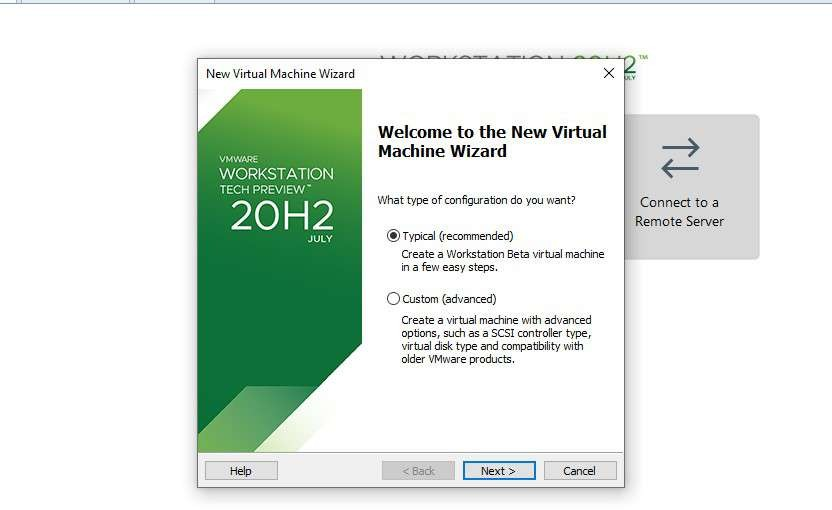 WORKSTATION 20H2™
JULY
New Virtual Machine Wizard
VMWARE
WORKSTATION
TECH PREVIEW™
20H2
JULY
Welcome to the New Virtual
Machine Wizard
What type of configuration do you want?
Typical (recommended)
Create a Workstation Beta virtual machine
in a few easy steps.
Custom (advanced)
Create a virtual machine with advanced
options, such as a SCSI controller type,
virtual disk type and compatibility with
older VMware products.
Connect to a
Remote Server
Help
< Back
Next >
Cancel